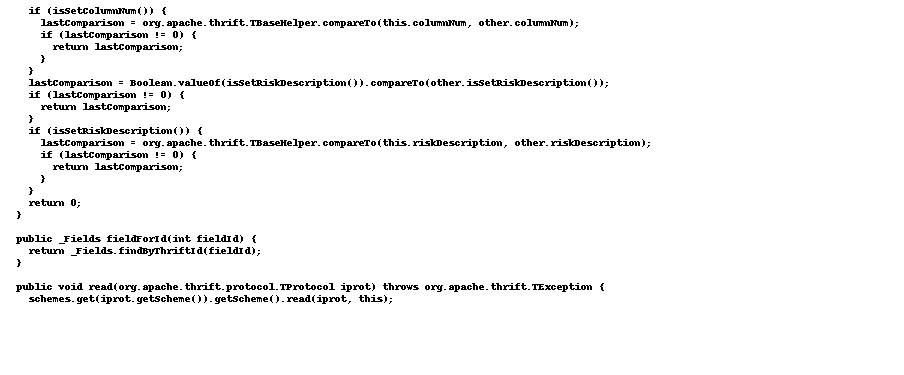 if (isSetColumnNum()) {
lastComparison = org.apache.thrift.TBaseHelper.compareTo(this.columnNum, other.columnNum);
if (lastComparison != 0) {
return lastComparison;
}
}
lastComparison = Boolean.valueOf(isSetRiskDescription()).compareTo(other.isSetRiskDescription());
if (lastComparison != 0) {
return lastComparison;
}
if (isSetRiskDescription()) {
lastComparison = org.apache.thrift.TBaseHelper.compareTo(this.riskDescription, other.riskDescription);
if (lastComparison != 0) {
return lastComparison;
}
}
return 0;
}
public _Fields fieldForId(int fieldId) {
return _Fields.findByThriftId(fieldId);
}
public void read(org.apache.thrift.protocol.TProtocol iprot) throws org.apache.thrift.TException {
schemes.get(iprot.getScheme()).getScheme().read(iprot, this);